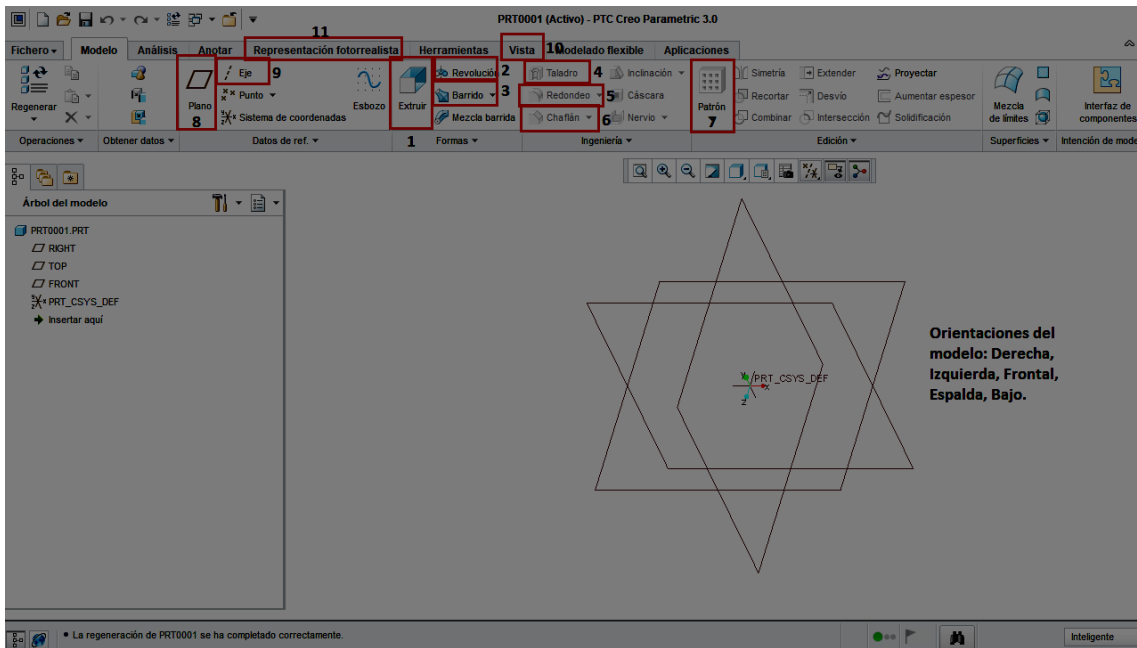 PRT0001 (Activo) - PTC Creo Parametric 3.0
11
10
Fichero Modelo Análisis Anotar Representación fotorrealista Herramientas Vista Modelado flexible Aplicaciones
Regenerar
Operaciones
Obtener datos
Plano
8
Eje 9
Punto
Sistema de coordenadas
Esbozo
Datos de ref.
Extruir
1
Revolución 2
Barrido 3
Mezcla barrida
Formas
Taladro 4 Inclinación
Redondeo 5 Cáscara
Chaflán 6 Nervio
Ingeniería
Patrón
7
Simetría Extender Proyectar
Recortar Desvío Aumentar espesor
Combinar Intersección Solidificación
Edición
Mezcla
de límites
Superficies
Interfaz de
componentes
Intención de mode
Árbol del modelo
PRT0001.PRT
RIGHT
TOP
FRONT
PRT_CSYS_DEF
Insertar aquí
Y
PRT_CSYS_DEF
X
Z
Orientaciones del
modelo: Derecha,
Izquierda, Frontal,
Espalda, Bajo.
• La regeneración de PRT0001 se ha completado correctamente.
Inteligente